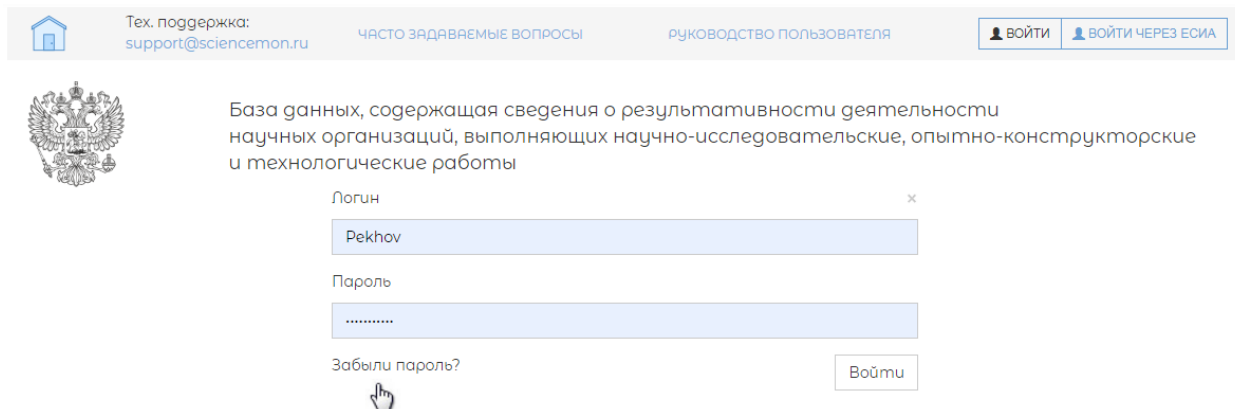 Тех. поддержка:
support@sciencemon.ru
ЧАСТО ЗАДАВАЕМЫЕ ВОПРОСЫ
РУКОВОДСТВО ПОЛЬЗОВАТЕЛЯ
ВОЙТИ
ВОЙТИ ЧЕРЕЗ ЕСИА
База данных, содержащая сведения о результативности деятельности
научных организаций, выполняющих научно-исследовательские, опытно-конструкторские
и технологические работы
Логин
×
Pekhov
Пароль
...........
Забыли пароль?
Войти